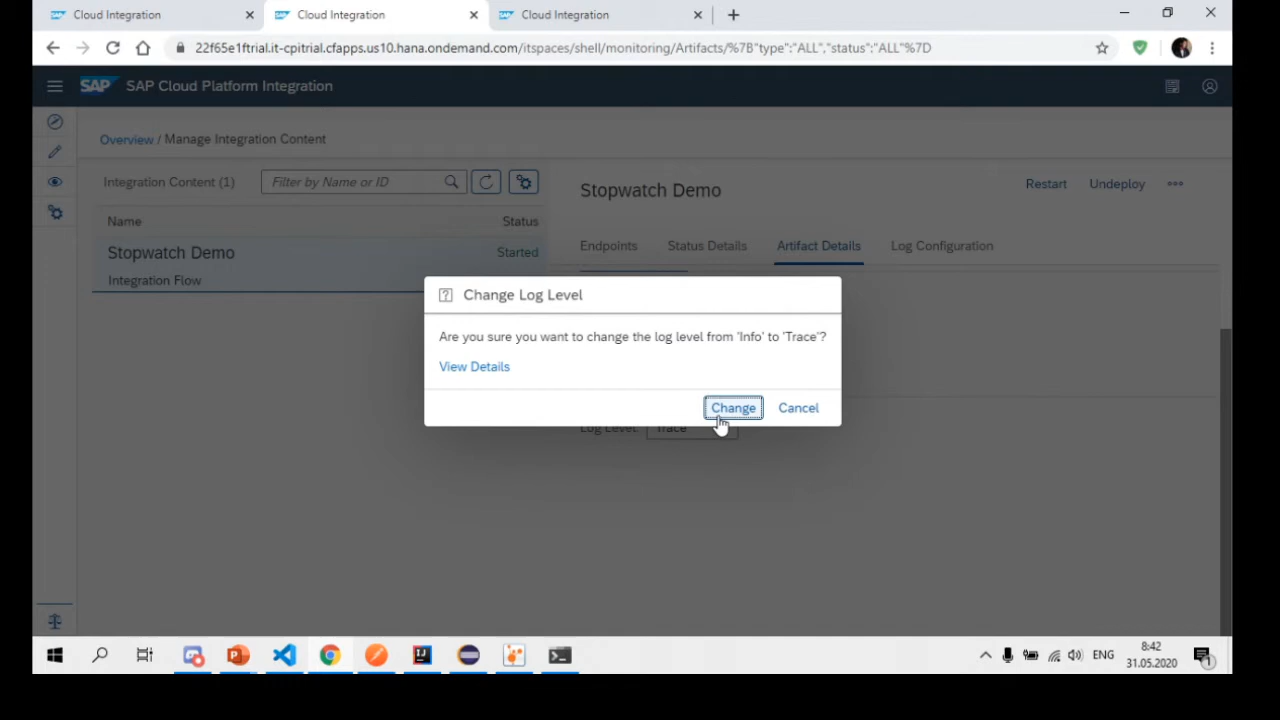 Cloud Integration
Cloud Integration
Cloud Integration
22f65e1ftrial.it-cpitrial.cfapps.us10.hana.ondemand.com/itspaces/shell/monitoring/Artifacts/%7B"type":"ALL","status":"ALL"%7D
SAP SAP Cloud Platform Integration
Overview / Manage Integration Content
Integration Content (1)
Filter by Name or ID
Stopwatch Demo
Restart
Undeploy
Name
Status
Endpoints
Status Details
Artifact Details
Log Configuration
Stopwatch Demo
Started
Integration Flow
Change Log Level
Are you sure you want to change the log level from 'Info' to 'Trace'?
View Details
Change
Cancel
Log Level:
Trace
ENG
8:42
31.05.2020
1